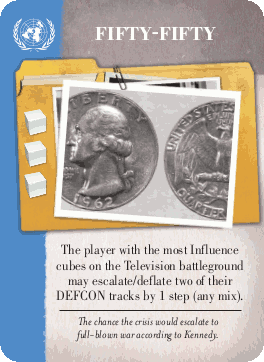 FIFTY-FIFTY
LIBERTY
1962
UNITED STATES
QUARTER
The player with the most Influence
cubes on the Television battleground
may escalate/deflate two of their
DEFCON tracks by 1 step (any mix).
The chance the crisis would escalate to
full-blown war according to Kennedy.